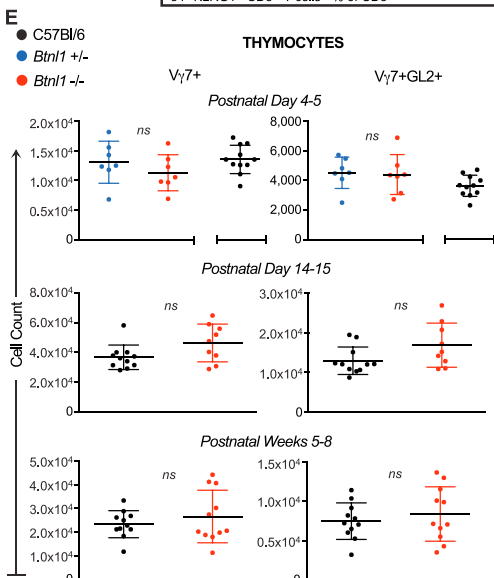 E
C57Bl/6
Btnl1 +/-
Btnl1 -/-
THYMOCYTES
Vγ7+
Vγ7+GL2+
Postnatal Day 4-5
2.0x10⁴
1.5x10⁴
1.0x10⁴
0.5x10⁴
0
ns
8,000
6,000
4,000
2,000
0
ns
Postnatal Day 14-15
8.0x10⁴
6.0x10⁴
4.0x10⁴
2.0x10⁴
0
ns
3.0x10⁴
2.0x10⁴
1.0x10⁴
0
ns
Cell Count
Postnatal Weeks 5-8
5.0x10⁴
4.0x10⁴
3.0x10⁴
2.0x10⁴
1.0x10⁴
0
ns
1.5x10⁴
1.0x10⁴
0.5x10⁴
0
ns